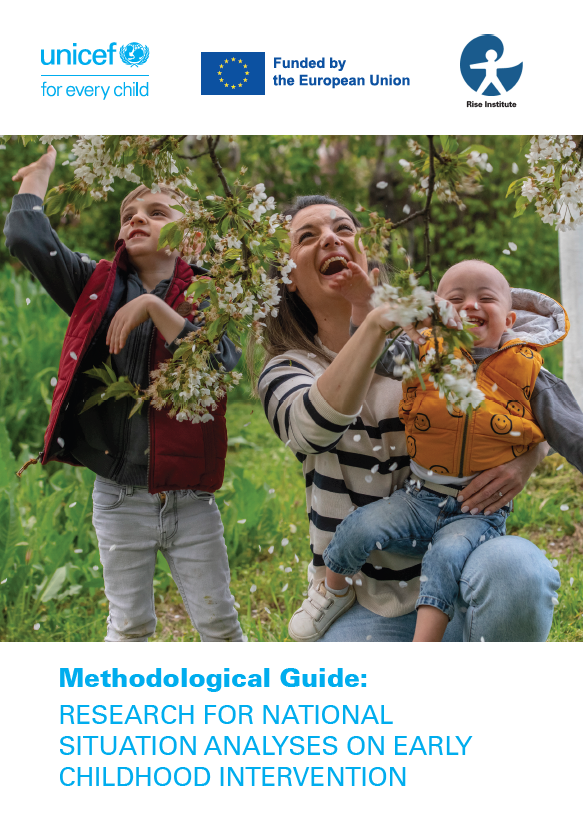 unicef
for every child
Funded by
the European Union
Rise Institute
Methodological Guide:
RESEARCH FOR NATIONAL
SITUATION ANALYSES ON EARLY
CHILDHOOD INTERVENTION